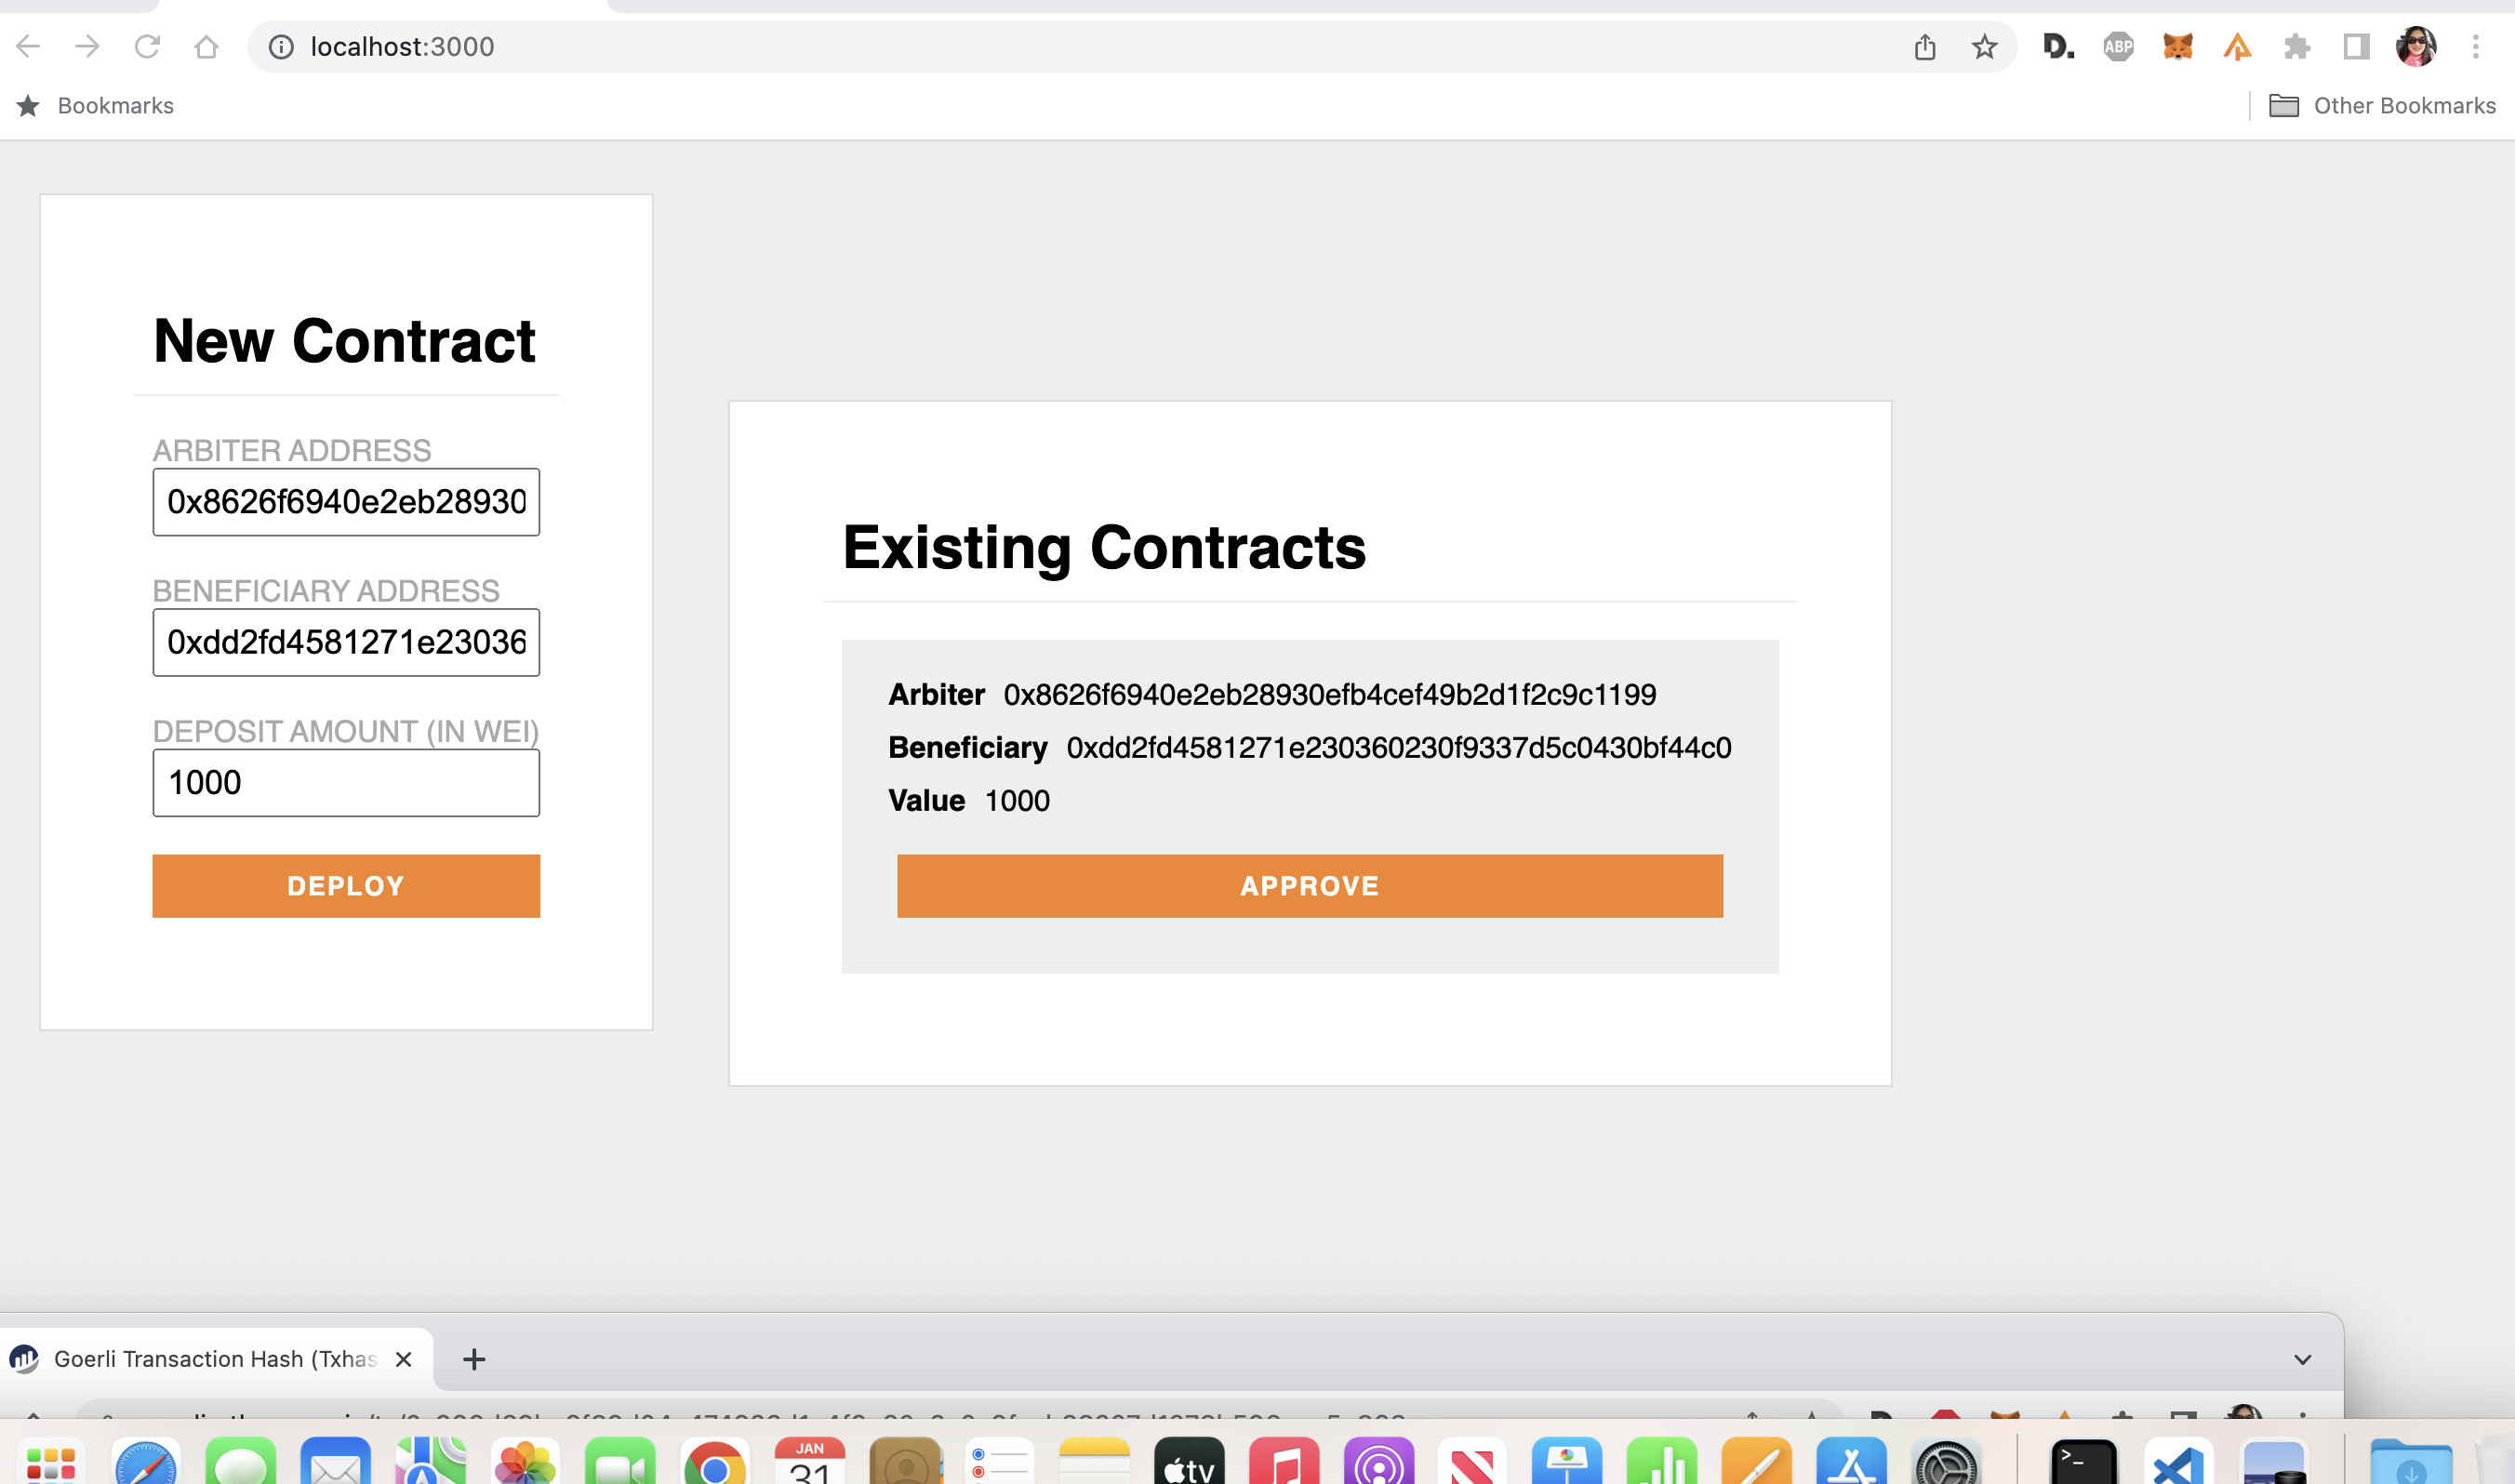 localhost:3000
ABP
Bookmarks
Other Bookmarks
New Contract
ARBITER ADDRESS
0x8626f6940e2eb28930
BENEFICIARY ADDRESS
0xdd2fd4581271e23036
DEPOSIT AMOUNT (IN WEI)
1000
DEPLOY
Existing Contracts
Arbiter 0x8626f6940e2eb28930efb4cef49b2d1f2c9c1199
Beneficiary 0xdd2fd4581271e230360230f9337d5c0430bf44c0
Value 1000
APPROVE
Goerli Transaction Hash (Txhas
JAN
31
tv